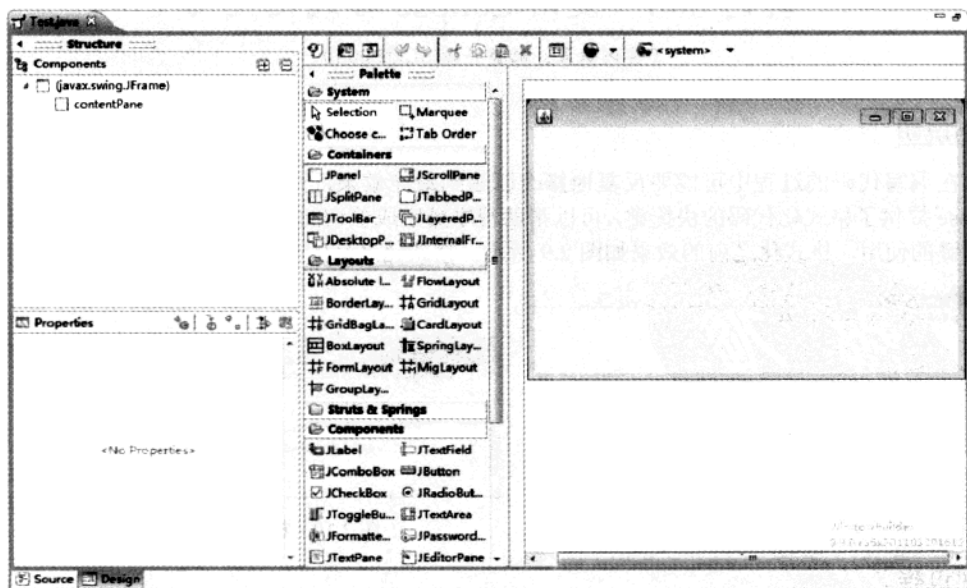 Test.java
Structure
Components
(javax.swing.JFrame)
contentPane
Properties
<No Properties>
<system>
Palette
System
Selection
Marquee
Choose c...
Tab Order
Containers
JPanel
JScrollPane
JSplitPane
JTabbedP...
JToolBar
JLayeredP...
JDesktopP...
JInternalFr...
Layouts
Absolute l...
FlowLayout
BorderLay...
GridLayout
GridBagLa...
CardLayout
BoxLayout
SpringLay...
FormLayout
MigLayout
GroupLay...
Struts & Springs
Components
JLabel
JTextField
JComboBox
JButton
JCheckBox
JRadioBut...
JToggleBu...
JTextArea
JFormatte...
JPassword...
JTextPane
JEditorPane
Source
Design